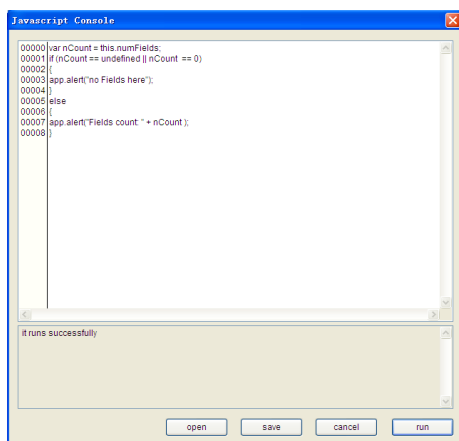 Javascript Console
00000 var nCount = this.numFields;
00001 if (nCount == undefined || nCount == 0)
00002 {
00003 app.alert("no Fields here");
00004 }
00005 else
00006 {
00007 app.alert("Fields count: " + nCount );
00008 }
it runs successfully
open save cancel run